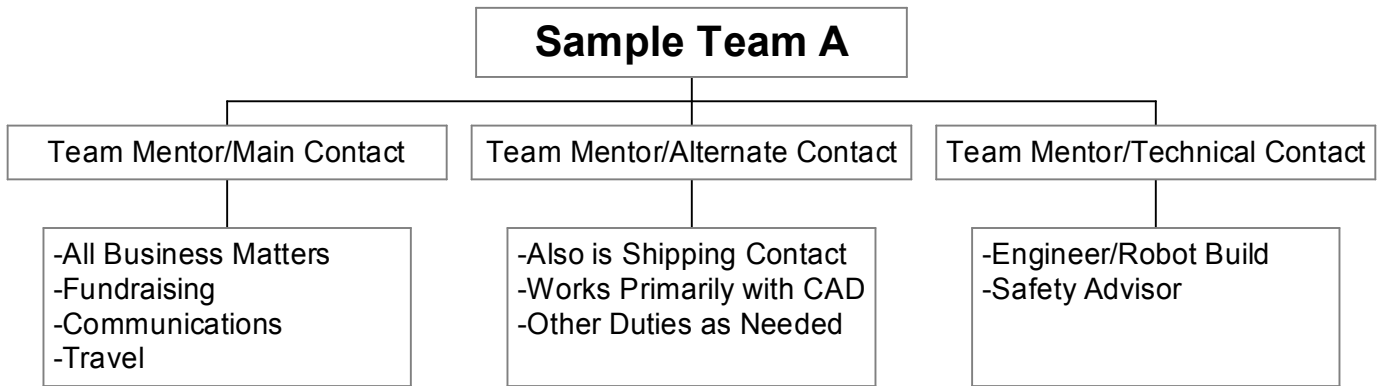 Sample Team A
Team Mentor/Main Contact
Team Mentor/Alternate Contact
Team Mentor/Technical Contact
-All Business Matters
-Fundraising
-Communications
-Travel
-Also is Shipping Contact
-Works Primarily with CAD
-Other Duties as Needed
-Engineer/Robot Build
-Safety Advisor